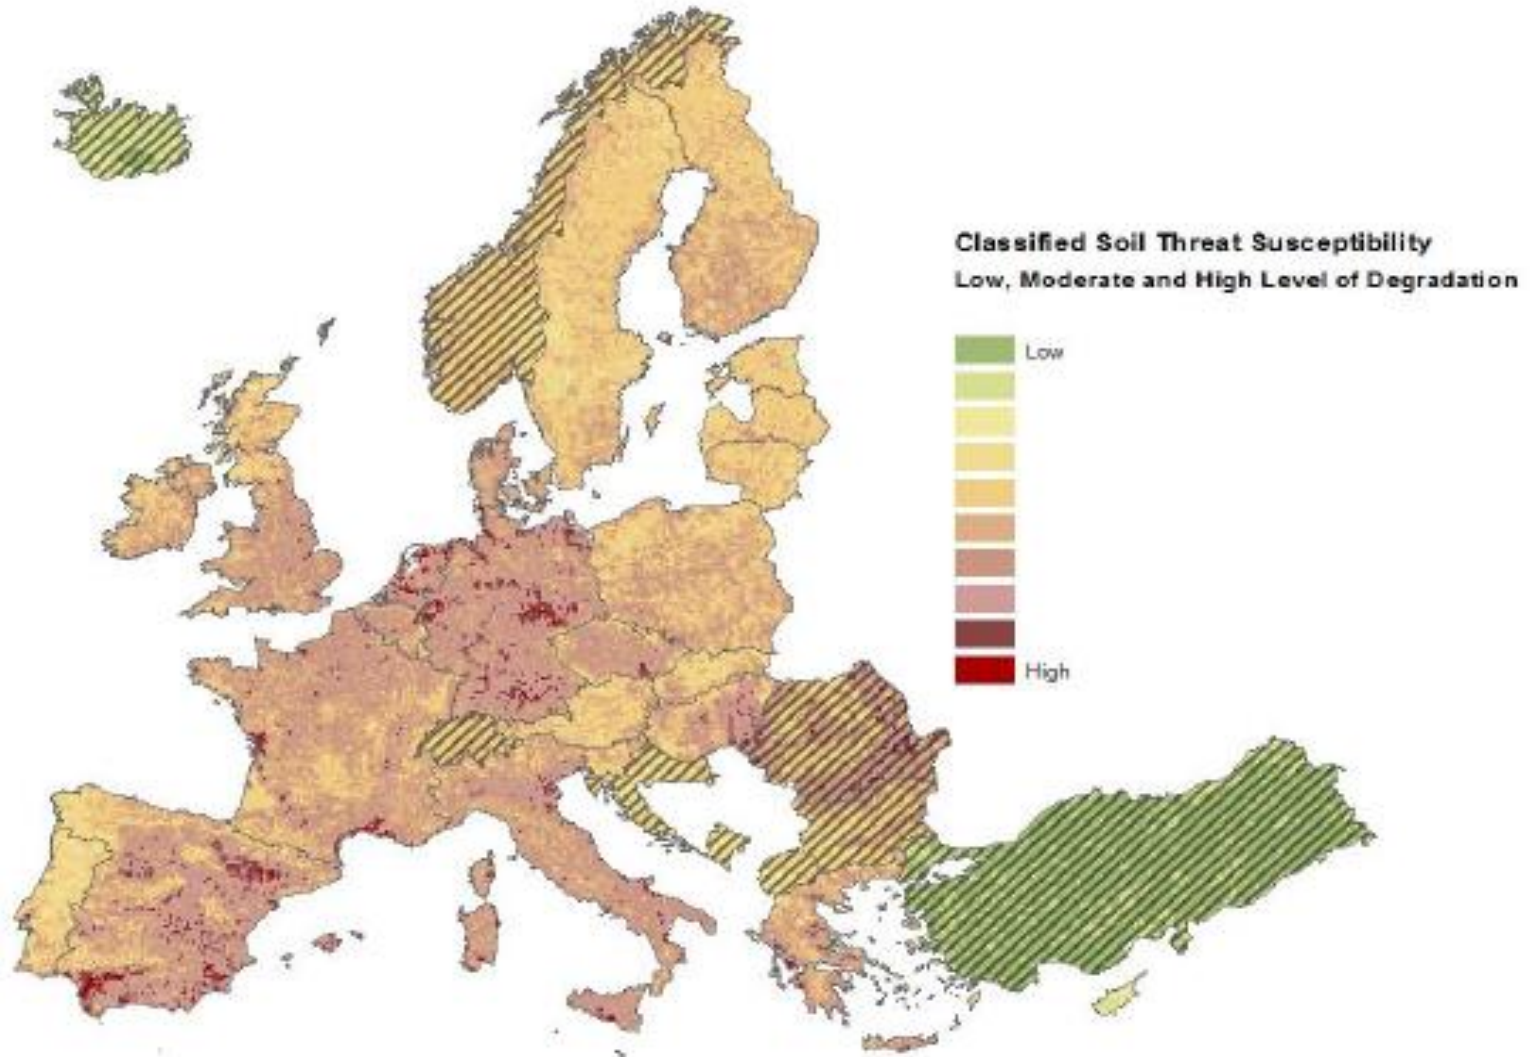 Classified Soil Threat Susceptibility
Low, Moderate and High Level of Degradation
Low
High